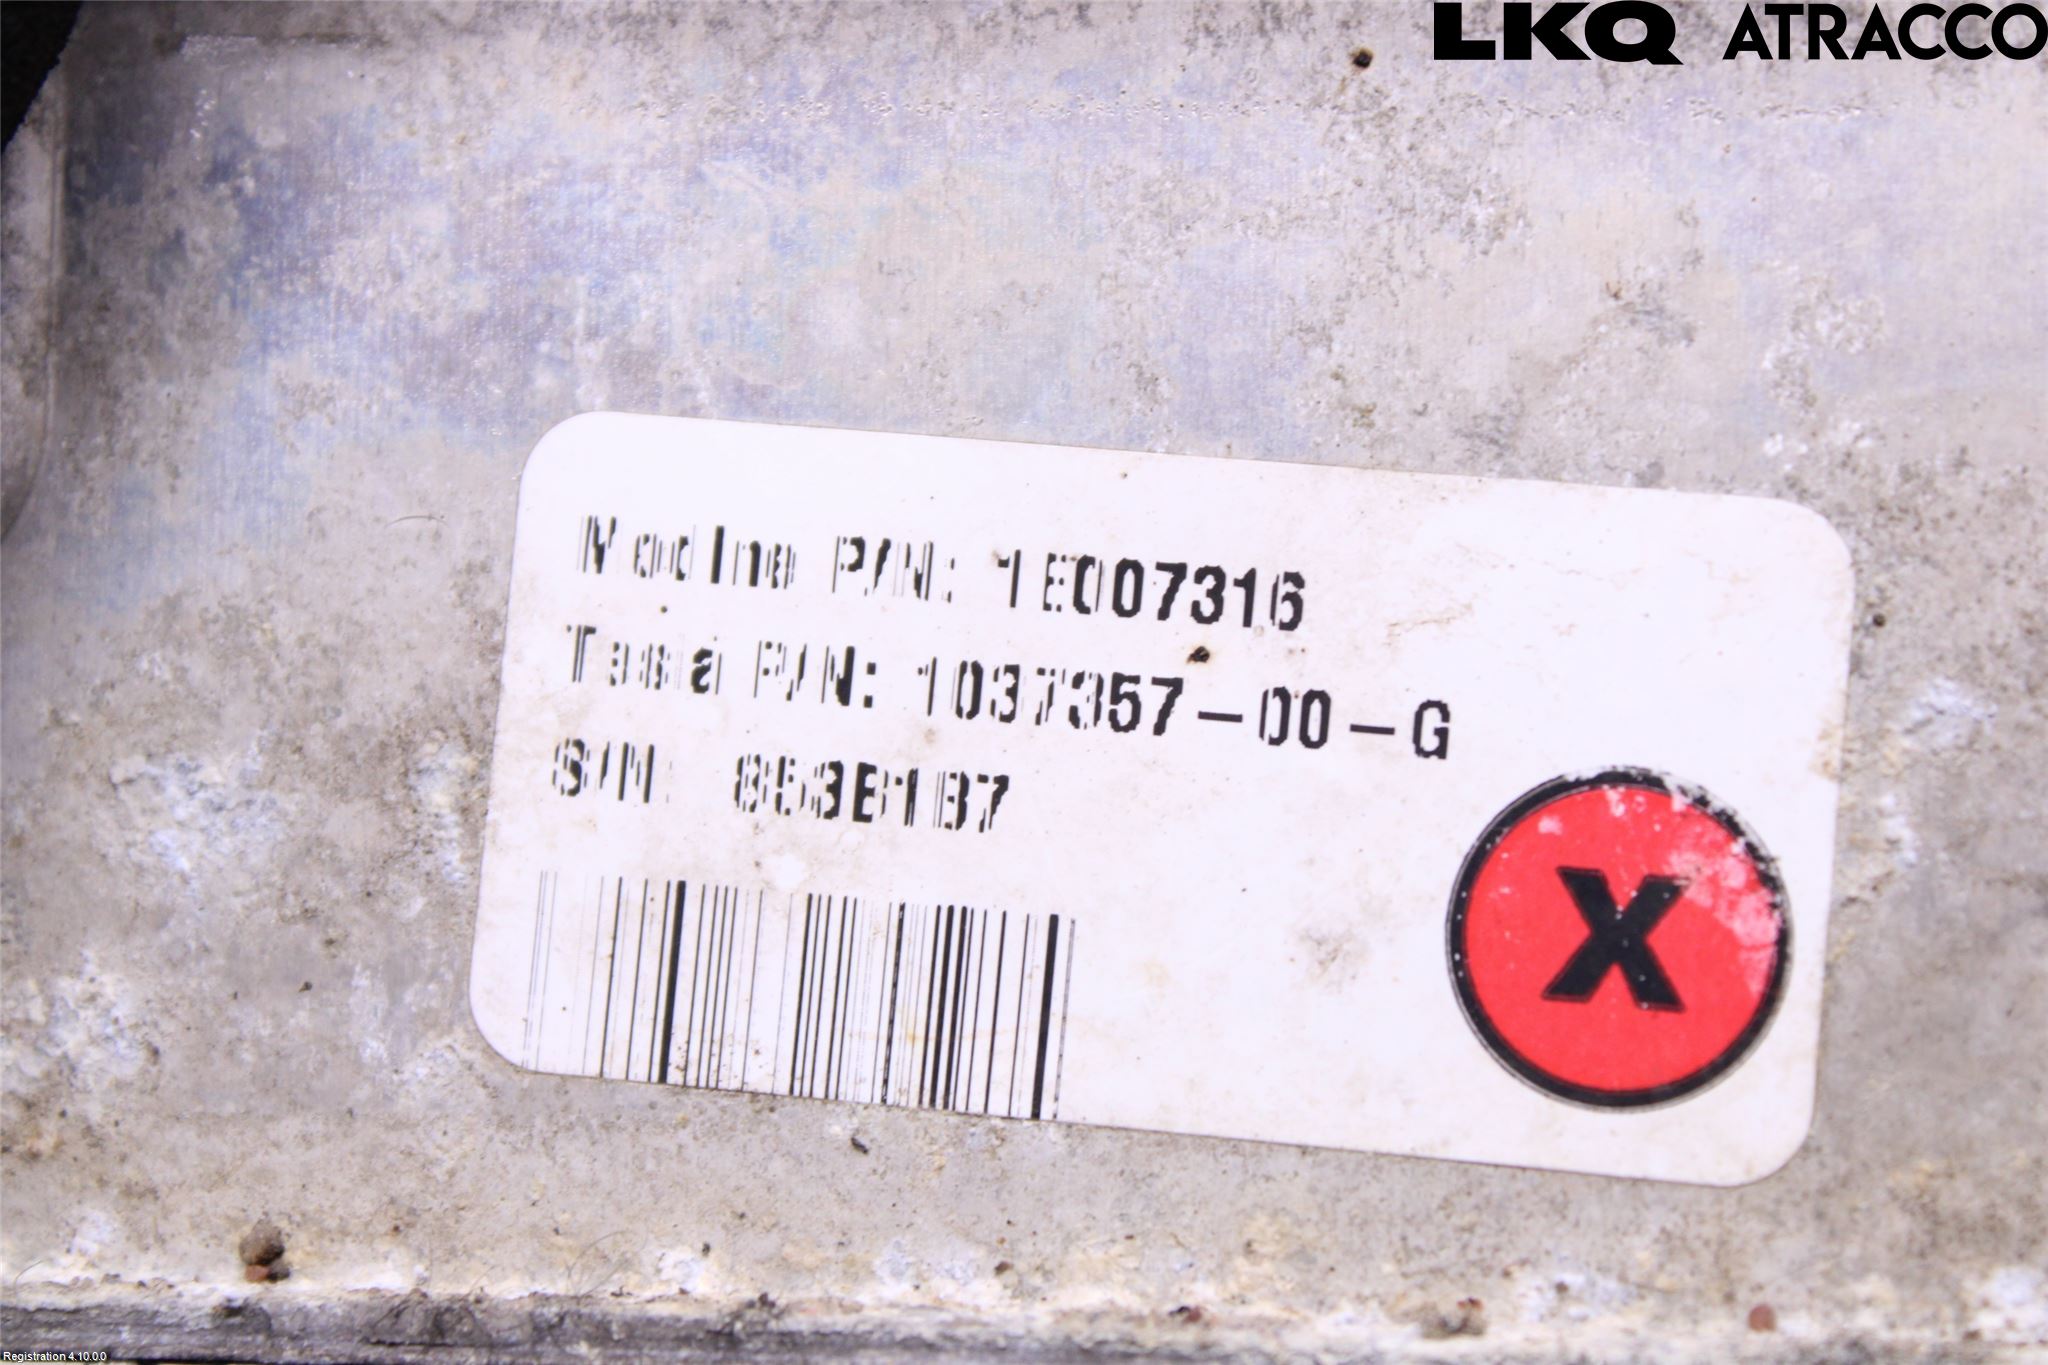 LKQ ATRACCO
Modine P/N: 1E007316
Tesla P/N: 1037357-00-G
S/N: 853B1B7
X
Registration 4.10.0.0